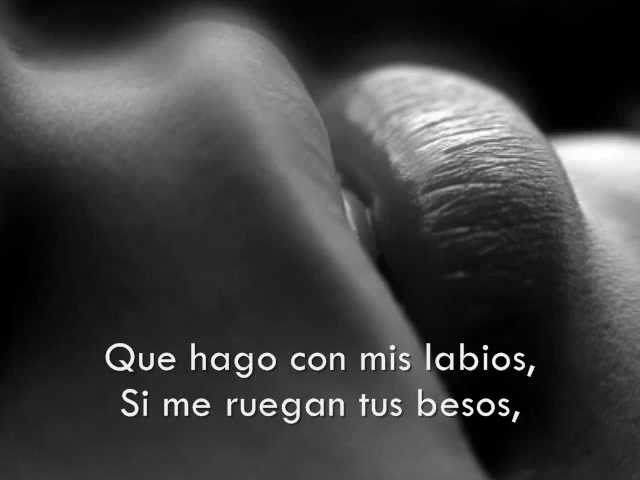 Que hago con mis labios,
Si me ruegan tus besos,